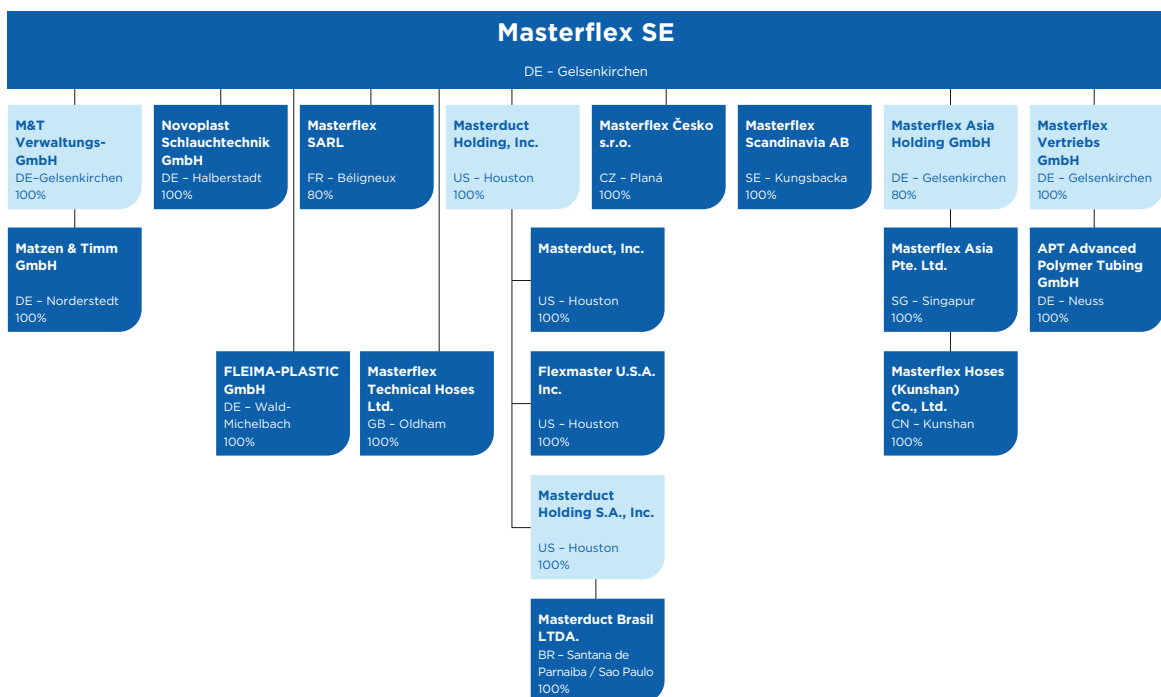 Masterflex SE
DE – Gelsenkirchen
M&T
Verwaltungs-
GmbH
DE–Gelsenkirchen
100%
Novoplast
Schlauchtechnik
GmbH
DE – Halberstadt
100%
Masterflex
SARL
FR – Béligneux
80%
Masterduct
Holding, Inc.
US – Houston
100%
Masterflex Česko
s.r.o.
CZ – Planá
100%
Masterflex
Scandinavia AB
SE – Kungsbacka
100%
Masterflex Asia
Holding GmbH
DE – Gelsenkirchen
80%
Masterflex
Vertriebs
GmbH
DE – Gelsenkirchen
100%
Matzen & Timm
GmbH
DE – Norderstedt
100%
Masterduct, Inc.
US – Houston
100%
Masterflex Asia
Pte. Ltd.
SG – Singapur
100%
APT Advanced
Polymer Tubing
GmbH
DE – Neuss
100%
FLEIMA-PLASTIC
GmbH
DE – Wald-
Michelbach
100%
Masterflex
Technical Hoses
Ltd.
GB – Oldham
100%
Flexmaster U.S.A.
Inc.
US – Houston
100%
Masterflex Hoses
(Kunshan)
Co., Ltd.
CN – Kunshan
100%
Masterduct
Holding S.A., Inc.
US – Houston
100%
Masterduct Brasil
LTDA.
BR – Santana de
Parnaiba / Sao Paulo
100%